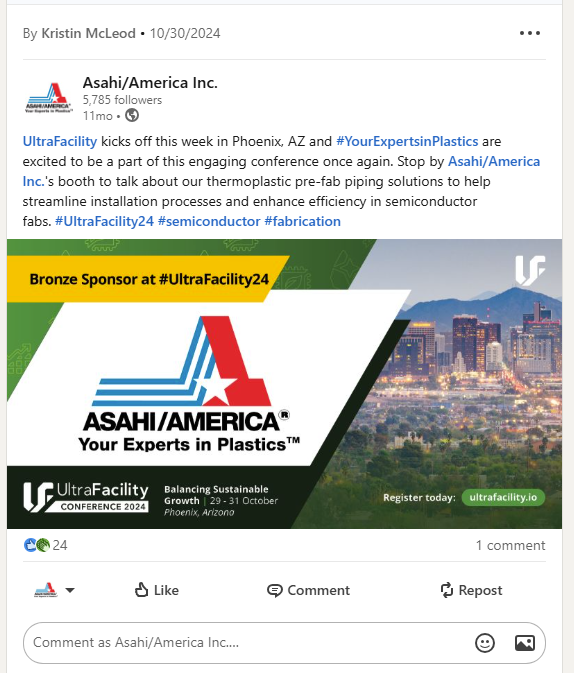 By Kristin McLeod • 10/30/2024
Asahi/America Inc.
5,785 followers
11mo •
UltraFacility kicks off this week in Phoenix, AZ and #YourExpertsinPlastics are
excited to be a part of this engaging conference once again. Stop by Asahi/America
Inc.'s booth to talk about our thermoplastic pre-fab piping solutions to help
streamline installation processes and enhance efficiency in semiconductor
fabs. #UltraFacility24 #semiconductor #fabrication
Bronze Sponsor at #UltraFacility24
UF
ASAHI/AMERICA®
Your Experts in Plastics™
UF UltraFacility
CONFERENCE 2024
Balancing Sustainable
Growth | 29 - 31 October
Phoenix, Arizona
Register today: ultrafacility.io
24
1 comment
Like
Comment
Repost
Comment as Asahi/America Inc....